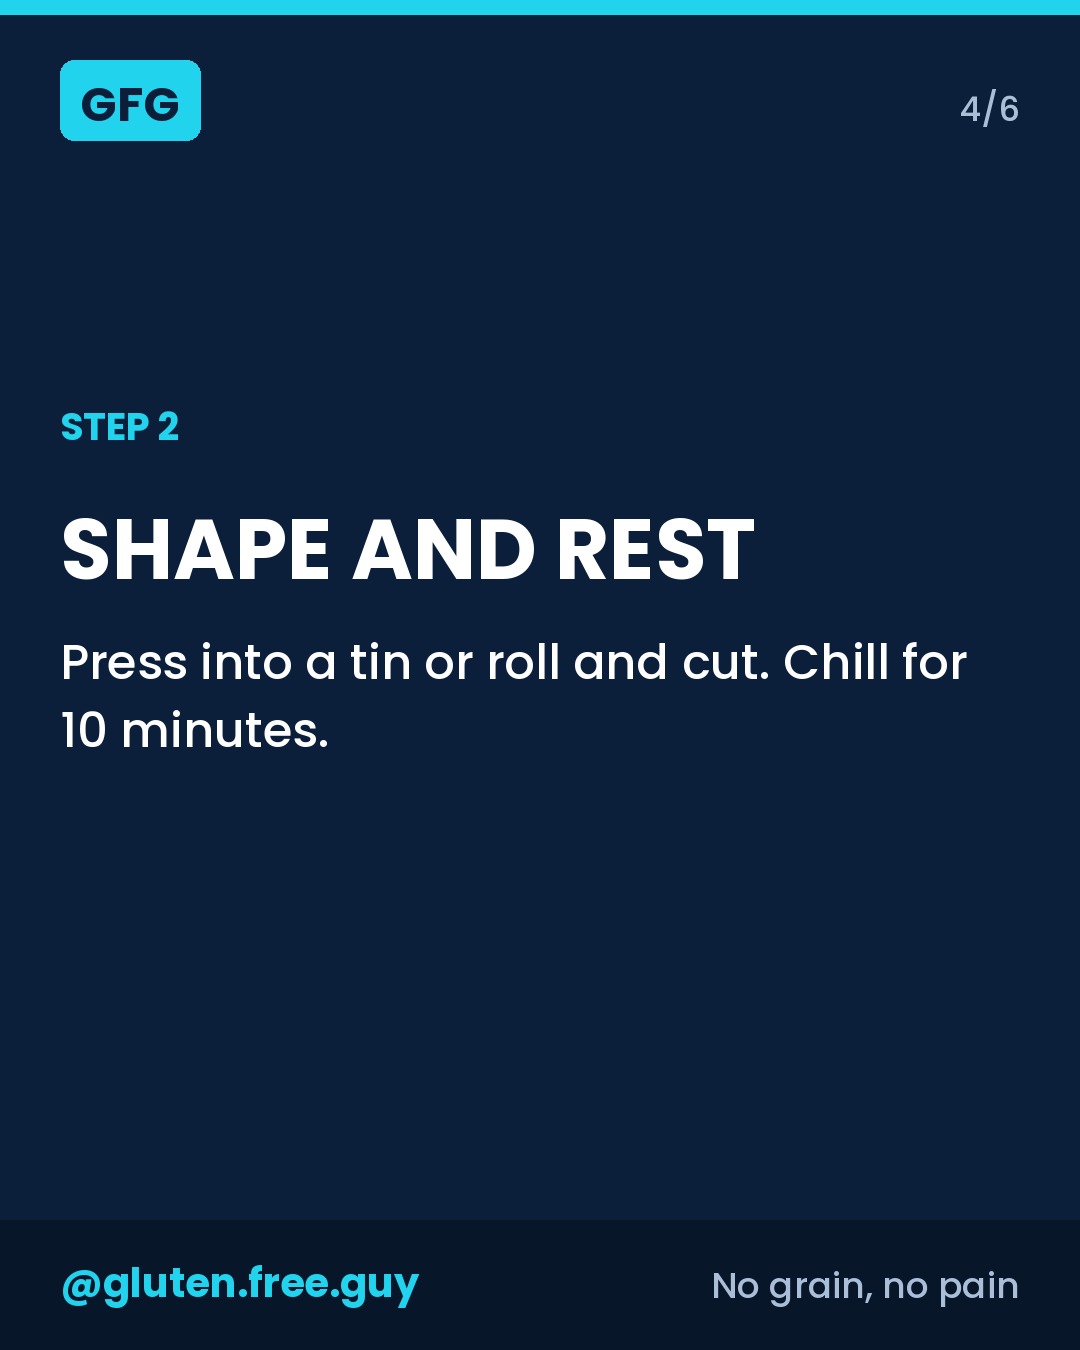 GFG
4/6
STEP 2
SHAPE AND REST
Press into a tin or roll and cut. Chill for
10 minutes.
@gluten.free.guy
No grain, no pain